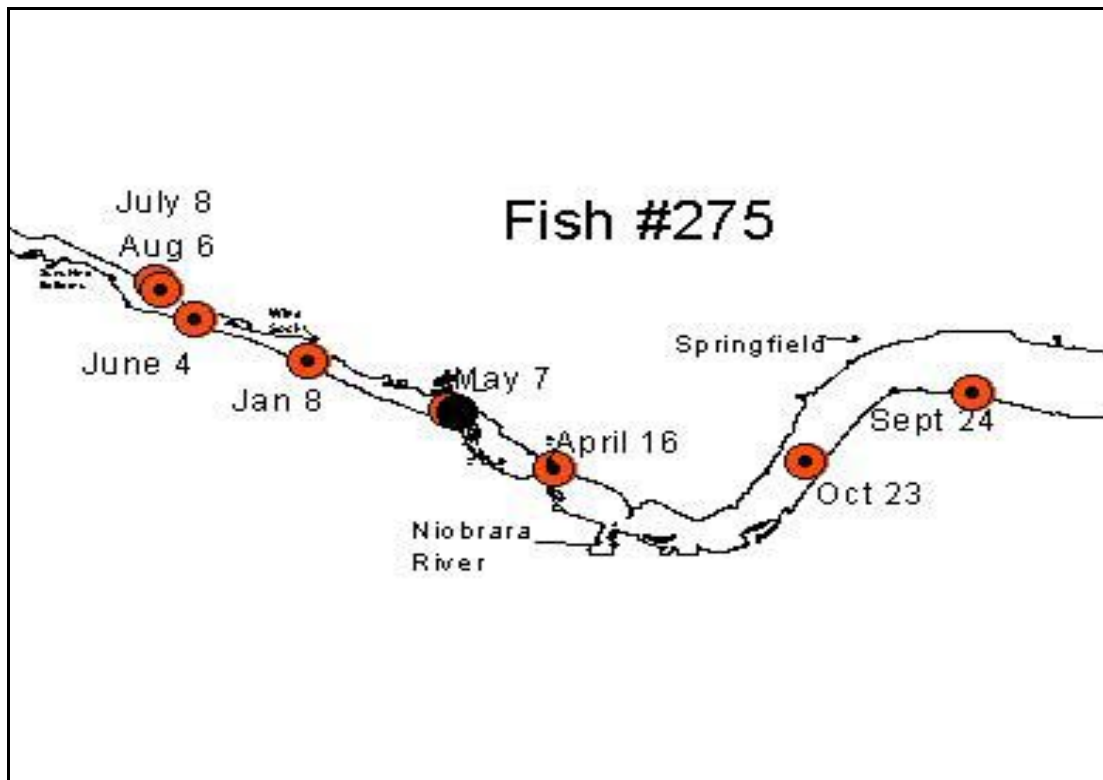 Fish #275
July 8
Aug 6
June 4
Jan 8
May 7
April 16
Springfield
Sept 24
Oct 23
Niobrara
River